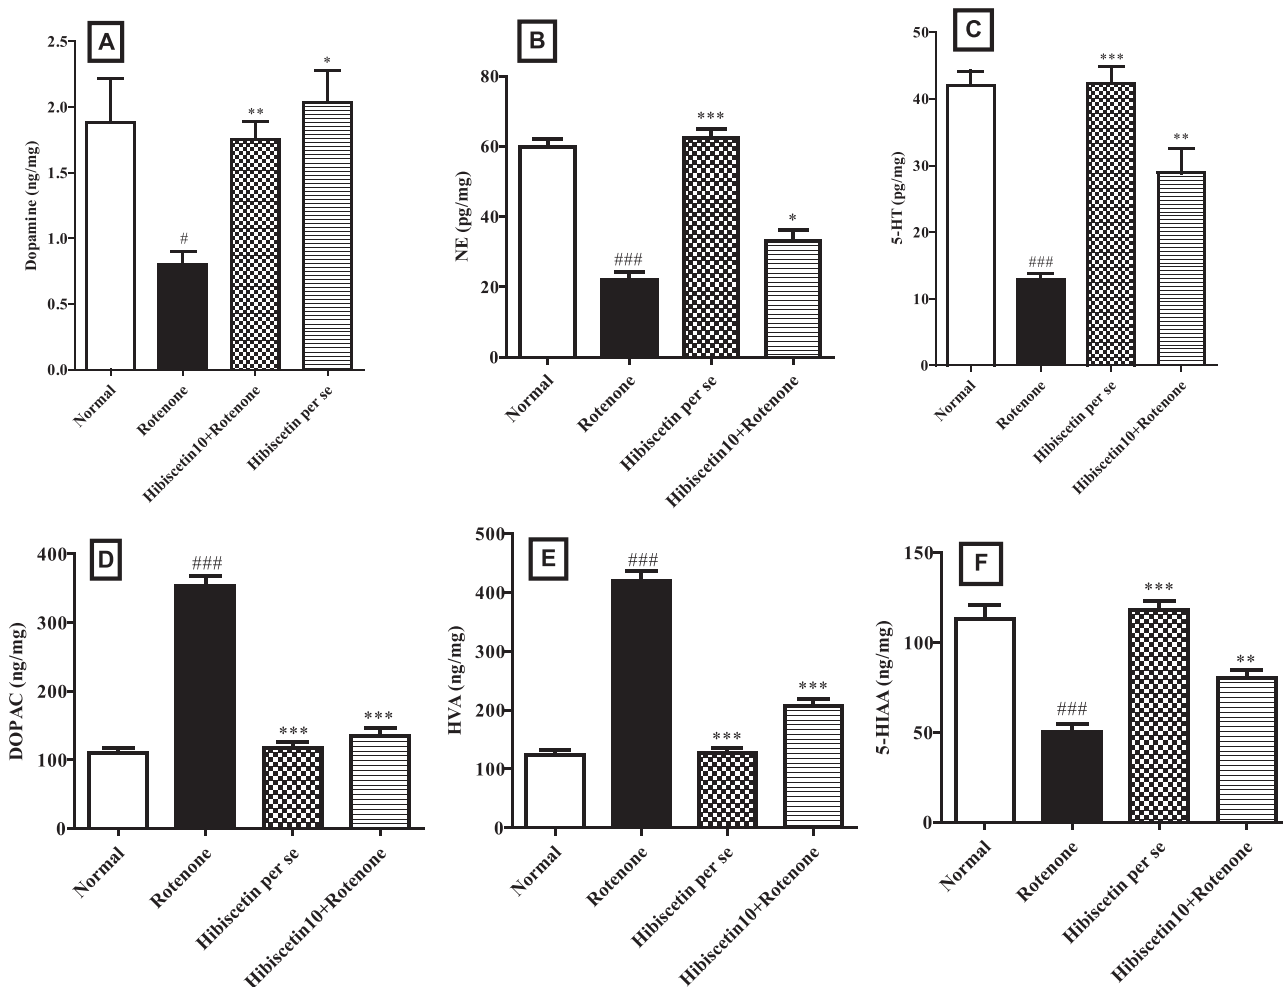 A
Dopamine (ng/mg)
2.5
2.0
1.5
1.0
0.5
0.0
#
**
*
Normal
Rotenone
Hibiscetin10+Rotenone
Hibiscetin per se
B
NE (pg/mg)
80
60
40
20
0
###
***
*
Normal
Rotenone
Hibiscetin per se
Hibiscetin10+Rotenone
C
5-HT (pg/mg)
50
40
30
20
10
0
###
***
**
Normal
Rotenone
Hibiscetin per se
Hibiscetin10+Rotenone
D
DOPAC (ng/mg)
400
300
200
100
0
###
***
***
Normal
Rotenone
Hibiscetin per se
Hibiscetin10+Rotenone
E
HVA (ng/mg)
500
400
300
200
100
0
###
***
***
Normal
Rotenone
Hibiscetin per se
Hibiscetin10+Rotenone
F
5-HIAA (ng/mg)
150
100
50
0
###
***
**
Normal
Rotenone
Hibiscetin per se
Hibiscetin10+Rotenone